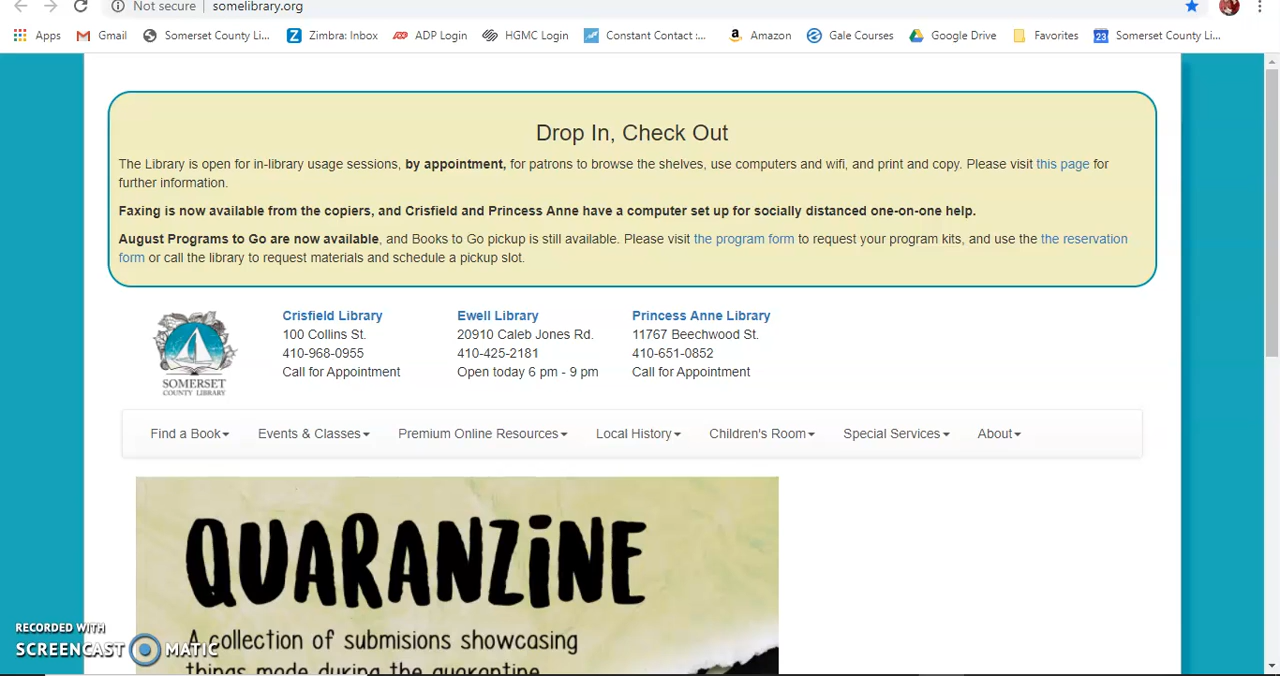 Not secure somelibrary.org
Apps Gmail Somerset County Li... Zimbra: Inbox ADP Login HGMC Login Constant Contact :... Amazon Gale Courses Google Drive Favorites 23 Somerset County Li...
Drop In, Check Out
The Library is open for in-library usage sessions, by appointment, for patrons to browse the shelves, use computers and wifi, and print and copy. Please visit this page for
further information.
Faxing is now available from the copiers, and Crisfield and Princess Anne have a computer set up for socially distanced one-on-one help.
August Programs to Go are now available, and Books to Go pickup is still available. Please visit the program form to request your program kits, and use the the reservation
form or call the library to request materials and schedule a pickup slot.
Crisfield Library
100 Collins St.
410-968-0955
Call for Appointment
Ewell Library
20910 Caleb Jones Rd.
410-425-2181
Open today 6 pm - 9 pm
Princess Anne Library
11767 Beechwood St.
410-651-0852
Call for Appointment
SOMERSET
COUNTY LIBRARY
Find a Book Events & Classes Premium Online Resources Local History Children's Room Special Services About
QUARANZINE
A collection of submisions showcasing
things made during the quarantine
RECORDED WITH
SCREENCAST MATIC